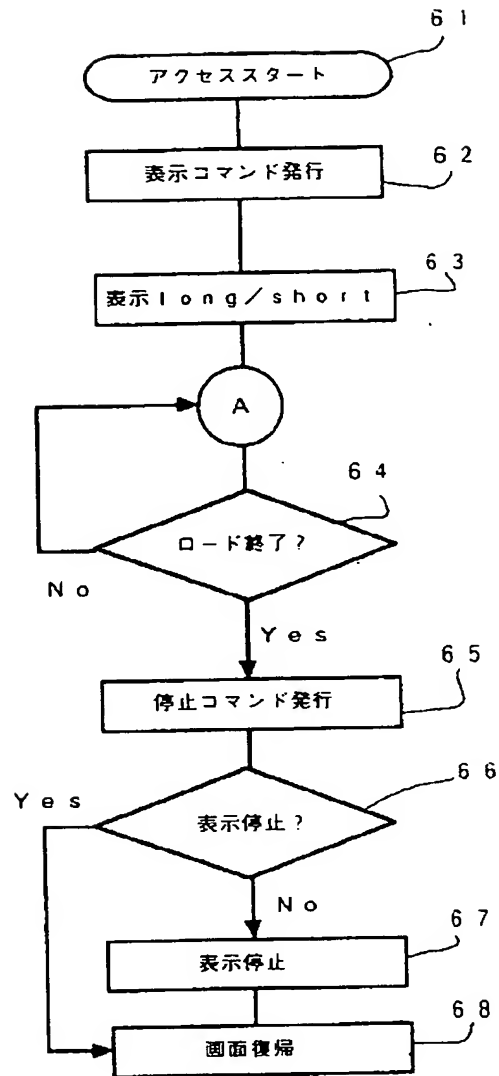 61
アクセススタート
表示コマンド発行
62
63
表示long/short
A
64
ロード終了?
No
Yes
65
停止コマンド発行
66
Yes
表示停止?
No
67
表示停止
68
画面復帰